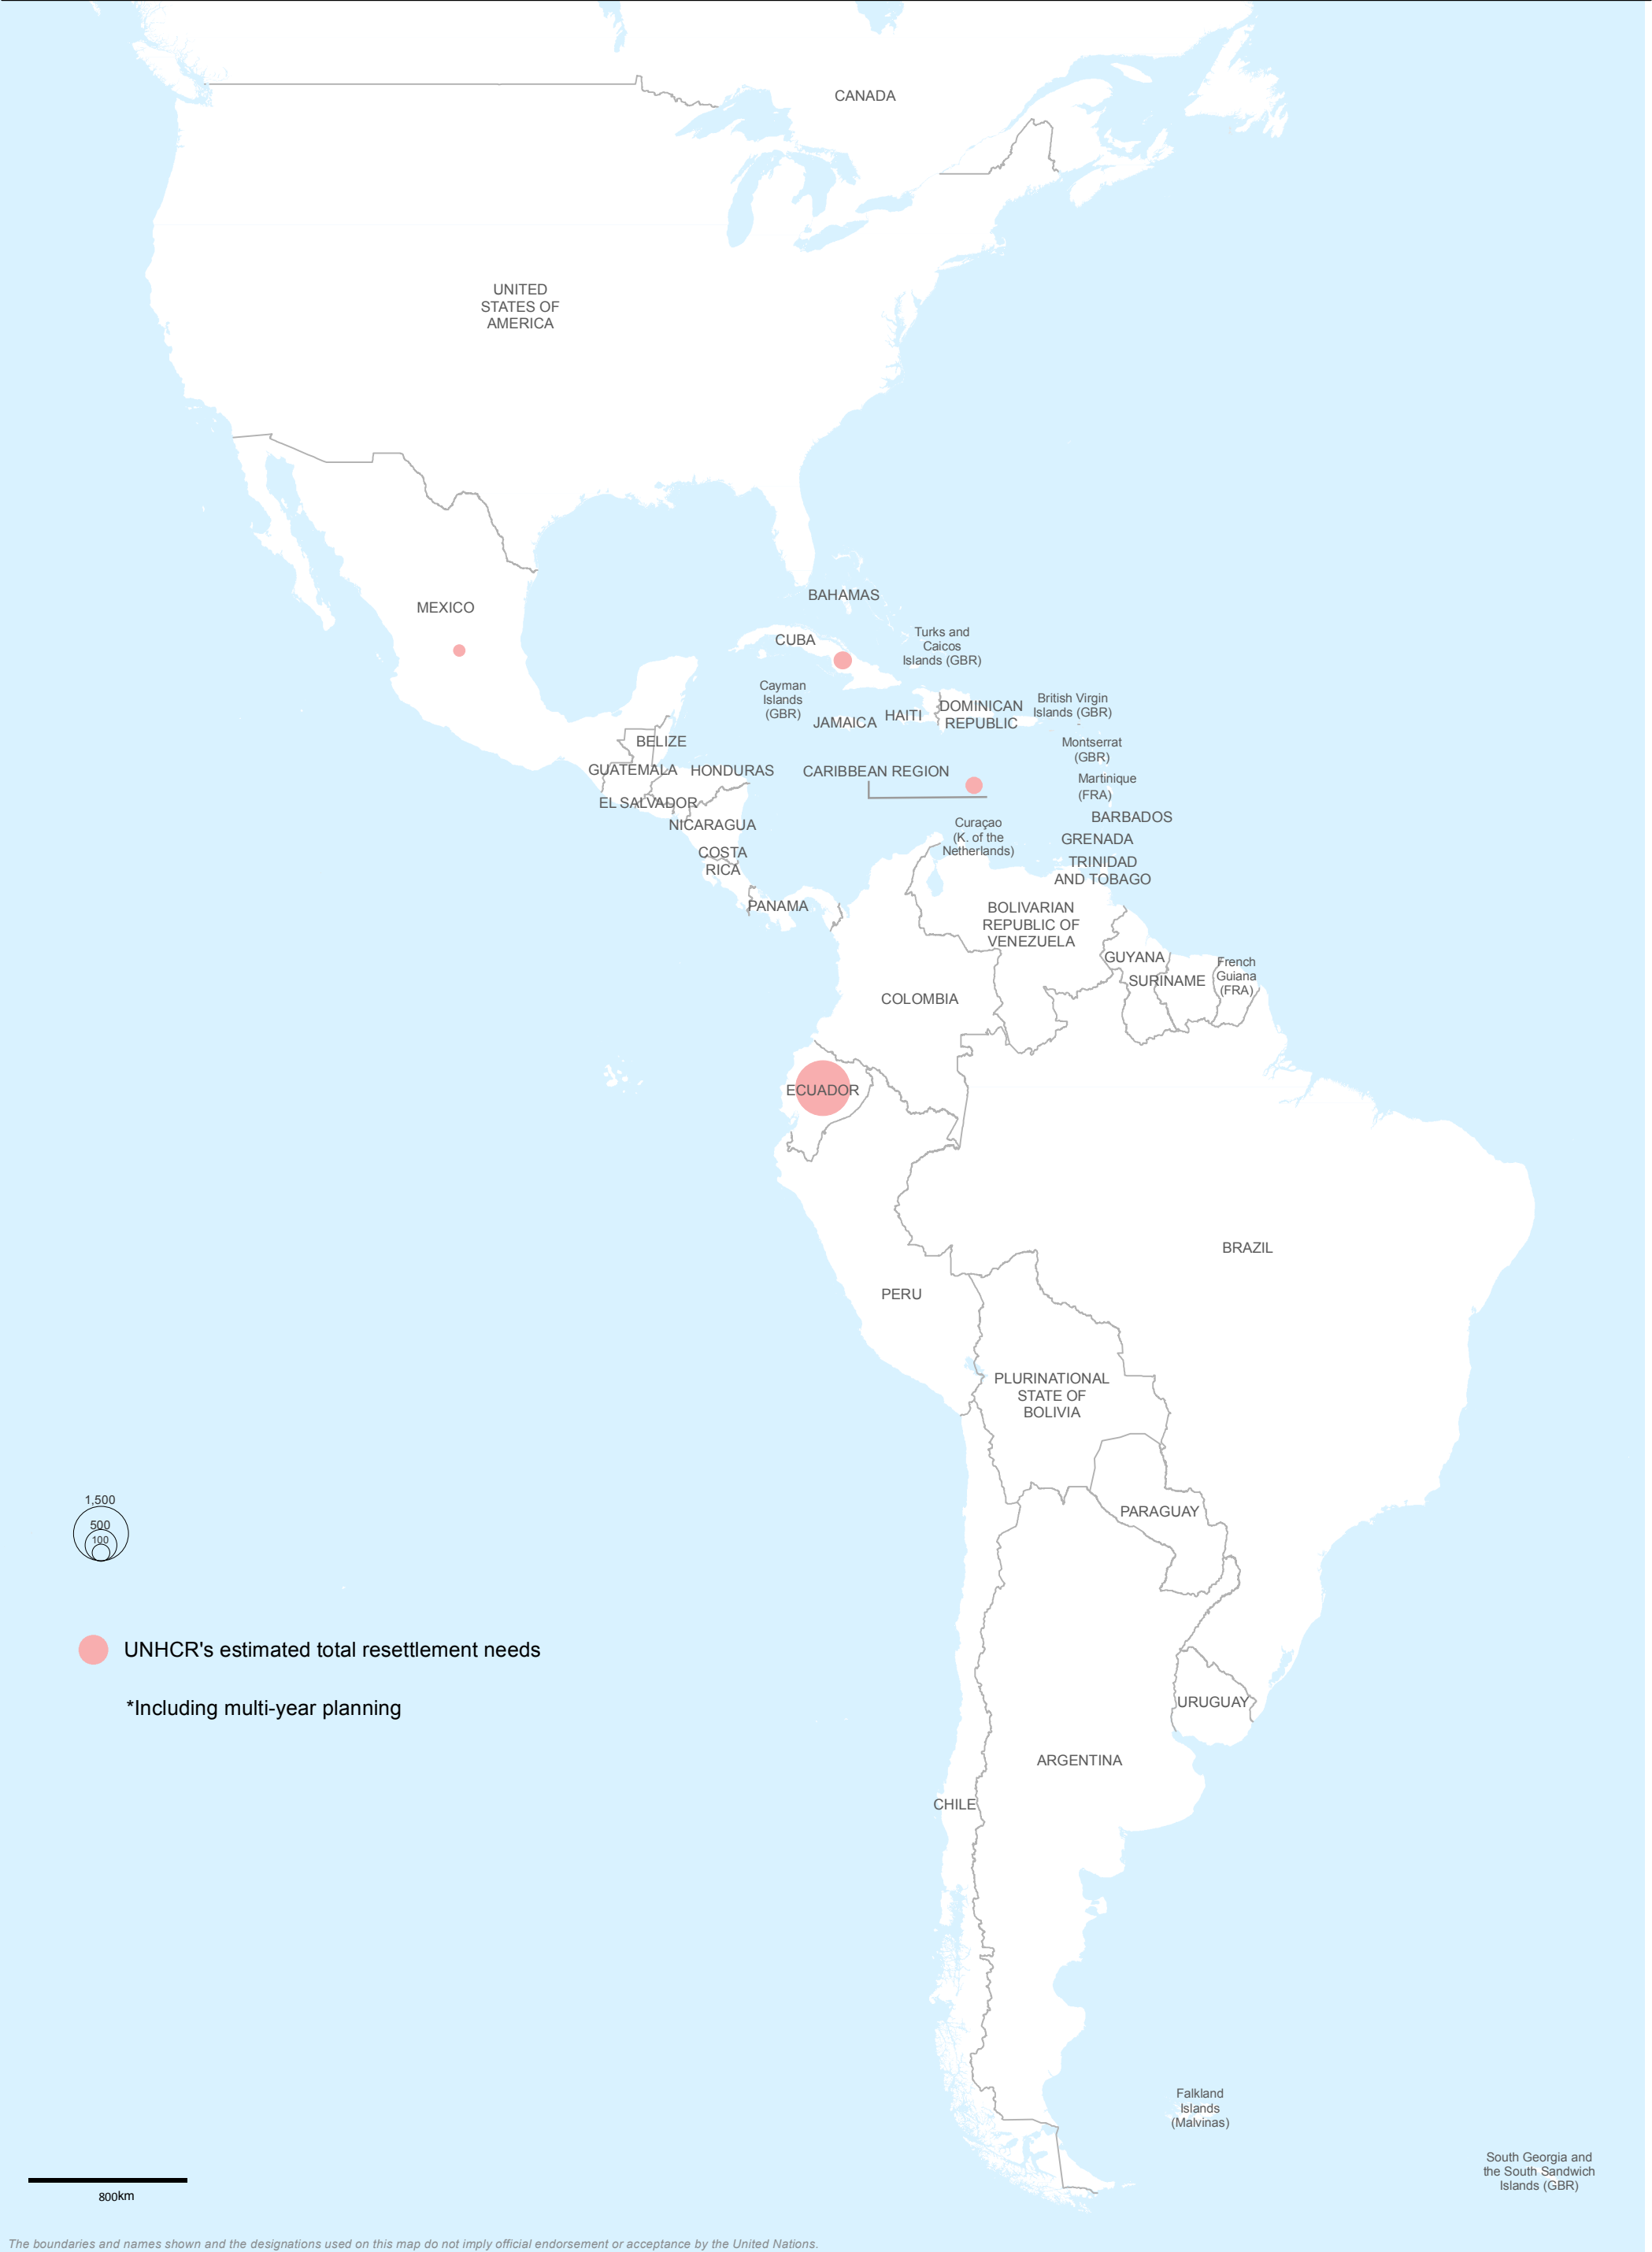 CANADA
UNITED
STATES OF
AMERICA
MEXICO
BAHAMAS
CUBA
Turks and
Caicos
Islands (GBR)
Cayman
Islands
(GBR)
JAMAICA
HAITI
DOMINICAN
REPUBLIC
British Virgin
Islands (GBR)
BELIZE
Montserrat
(GBR)
GUATEMALA
HONDURAS
CARIBBEAN REGION
Martinique
(FRA)
EL SALVADOR
BARBADOS
NICARAGUA
Curaçao
(K. of the
Netherlands)
GRENADA
COSTA
RICA
TRINIDAD
AND TOBAGO
PANAMA
BOLIVARIAN
REPUBLIC OF
VENEZUELA
GUYANA
SURINAME
French
Guiana
(FRA)
COLOMBIA
ECUADOR
BRAZIL
PERU
PLURINATIONAL
STATE OF
BOLIVIA
PARAGUAY
1,500
500
100
UNHCR's estimated total resettlement needs
*Including multi-year planning
URUGUAY
ARGENTINA
CHILE
Falkland
Islands
(Malvinas)
South Georgia and
the South Sandwich
Islands (GBR)
800km
The boundaries and names shown and the designations used on this map do not imply official endorsement or acceptance by the United Nations.